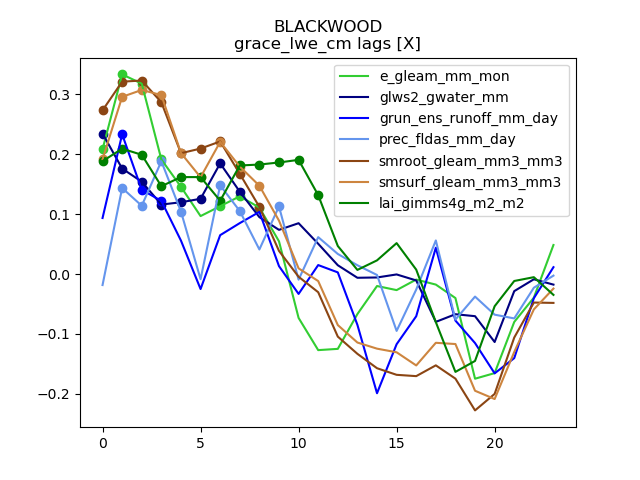 BLACKWOOD
grace_lwe_cm lags [X]
e_gleam_mm_mon
glws2_gwater_mm
grun_ens_runoff_mm_day
prec_fldas_mm_day
smroot_gleam_mm3_mm3
smsurf_gleam_mm3_mm3
lai_gimms4g_m2_m2
0.3
0.2
0.1
0.0
−0.1
−0.2
0 5 10 15 20